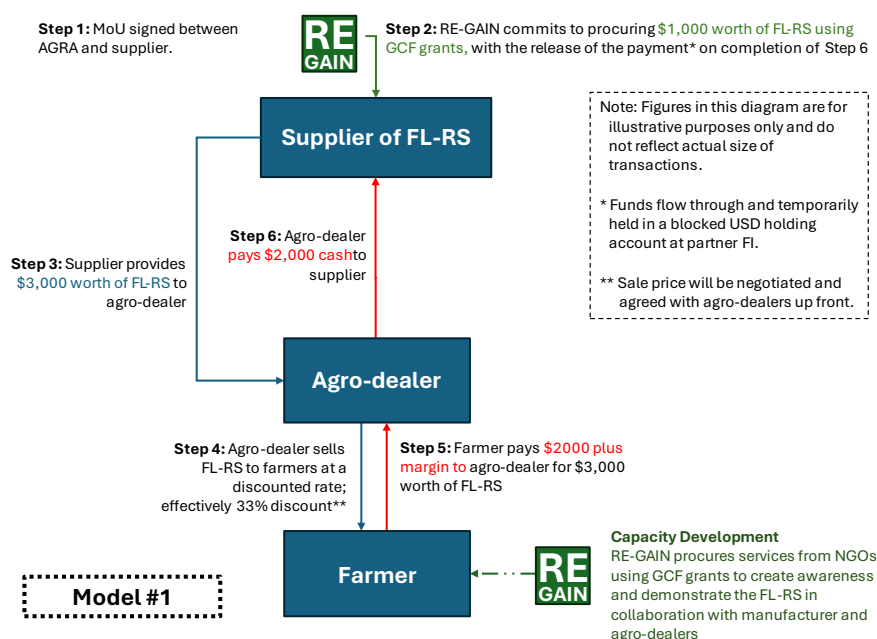 Step 1: MoU signed between
AGRA and supplier.
RE
GAIN
Step 2: RE-GAIN commits to procuring $1,000 worth of FL-RS using
GCF grants, with the release of the payment* on completion of Step 6
Supplier of FL-RS
Note: Figures in this diagram are for
illustrative purposes only and do
not reflect actual size of
transactions.
* Funds flow through and temporarily
held in a blocked USD holding
account at partner FI.
** Sale price will be negotiated and
agreed with agro-dealers up front.
Step 6: Agro-dealer
pays $2,000 cashto
supplier
Step 3: Supplier provides
$3,000 worth of FL-RS to
agro-dealer
Agro-dealer
Step 4: Agro-dealer sells
FL-RS to farmers at a
discounted rate;
effectively 33% discount**
Step 5: Farmer pays $2000 plus
margin to agro-dealer for $3,000
worth of FL-RS
Farmer
RE
GAIN
Capacity Development
RE-GAIN procures services from NGOs
using GCF grants to create awareness
and demonstrate the FL-RS in
collaboration with manufacturer and
agro-dealers
Model #1